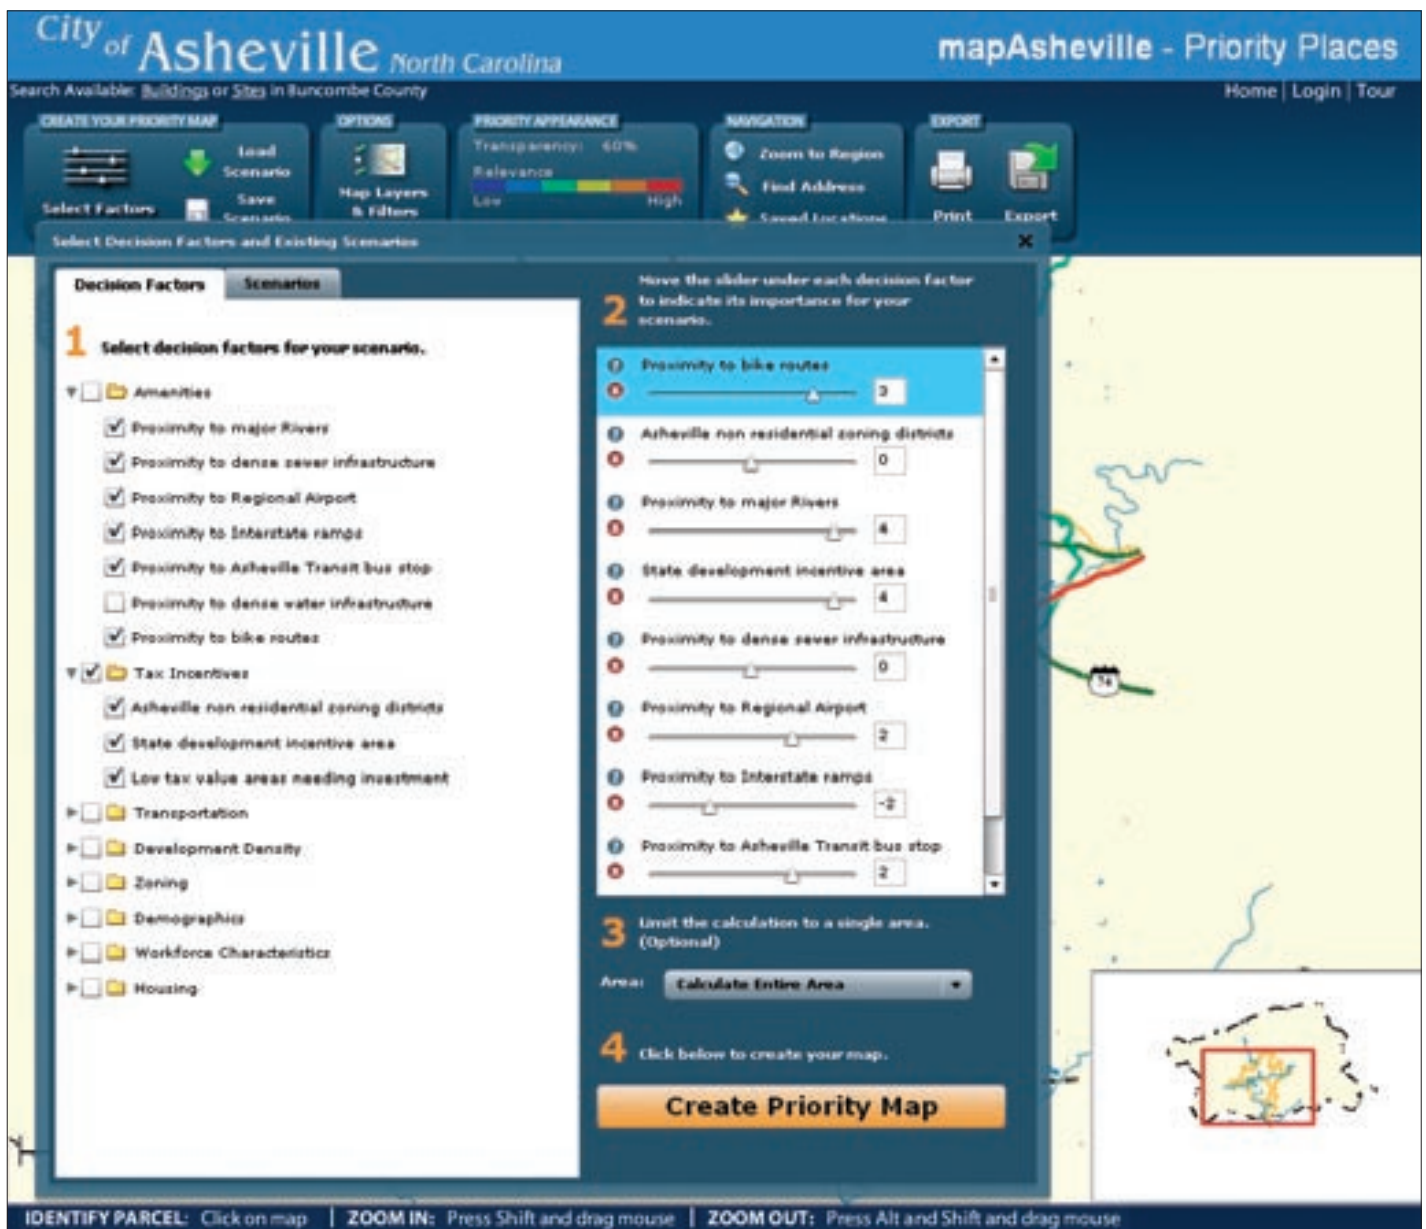 City of Asheville North Carolina
mapAsheville - Priority Places
Search Available: Buildings or Sites in Buncombe County
Home | Login | Tour
CREATE YOUR PRIORITY MAP
Select Factors
Load Scenario
Save Scenario
OPTIONS
Map Layers & Filters
PRIORITY APPEARANCE
Transparency: 60%
Relevance
Low High
NAVIGATION
Zoom to Region
Find Address
Saved Locations
EXPORT
Print Export
Select Decision Factors and Existing Scenarios
Decision Factors Scenarios
1 Select decision factors for your scenario.
Amenities
Proximity to major Rivers
Proximity to dense sewer infrastructure
Proximity to Regional Airport
Proximity to Interstate ramps
Proximity to Asheville Transit bus stop
Proximity to dense water infrastructure
Proximity to bike routes
Tax Incentives
Asheville non residential zoning districts
State development incentive area
Low tax value areas needing investment
Transportation
Development Density
Zoning
Demographics
Workforce Characteristics
Housing
2 Move the slider under each decision factor
to indicate its importance for your
scenario.
Proximity to bike routes
3
Asheville non residential zoning districts
0
Proximity to major Rivers
4
State development incentive area
4
Proximity to dense sewer infrastructure
0
Proximity to Regional Airport
2
Proximity to Interstate ramps
-2
Proximity to Asheville Transit bus stop
2
3 Limit the calculation to a single area.
(Optional)
Area: Calculate Entire Area
4 Click below to create your map.
Create Priority Map
74
IDENTIFY PARCEL: Click on map | ZOOM IN: Press Shift and drag mouse | ZOOM OUT: Press Alt and Shift and drag mouse